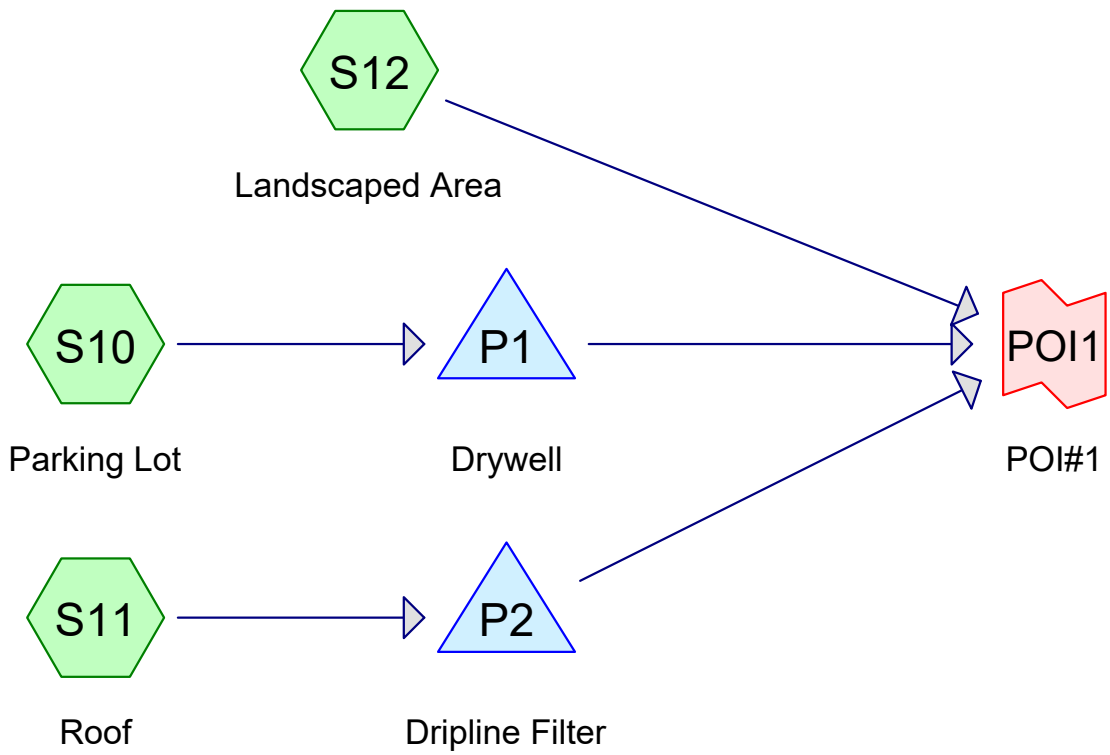 S12
Landscaped Area
S10
P1
POI1
Parking Lot
Drywell
POI#1
S11
P2
Roof
Dripline Filter